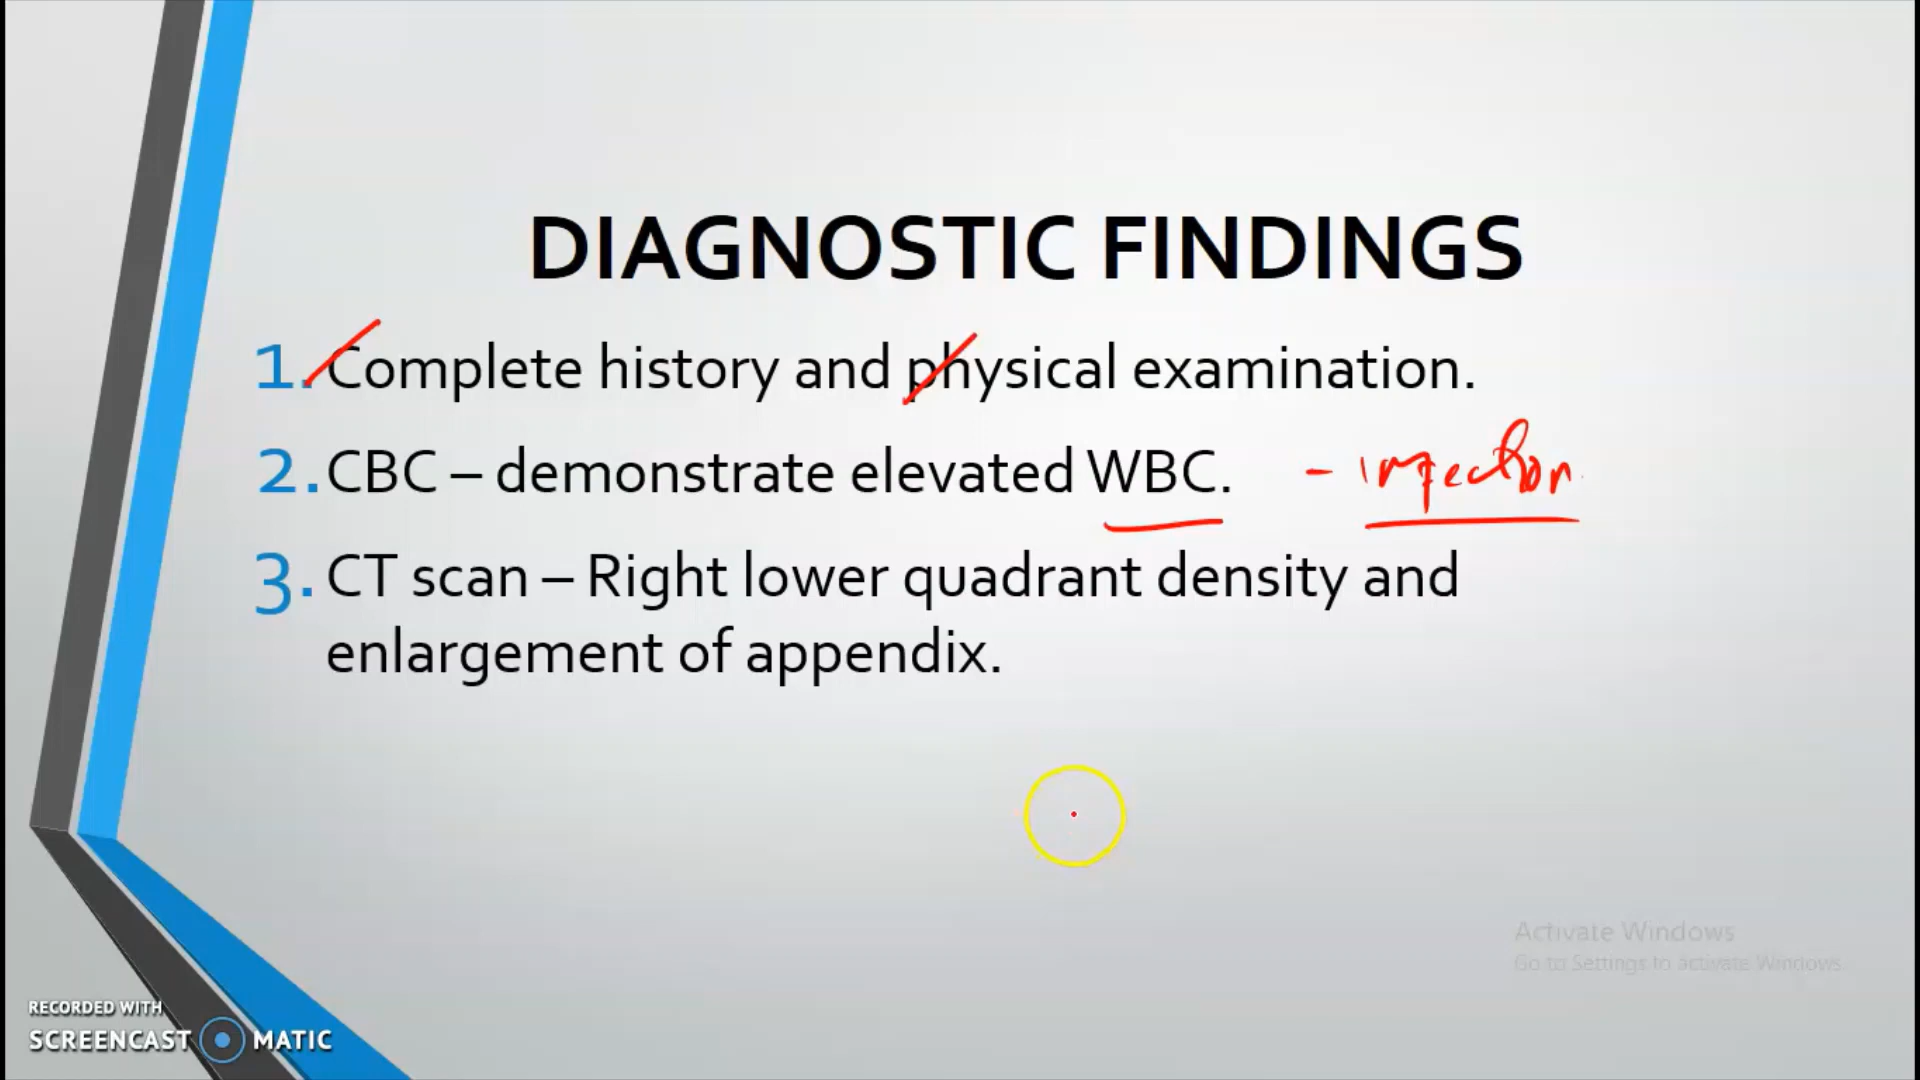 DIAGNOSTIC FINDINGS
1. Complete history and physical examination.
2. CBC – demonstrate elevated WBC. - infection
3. CT scan – Right lower quadrant density and
enlargement of appendix.
Activate Windows
Go to Settings to activate Windows.
RECORDED WITH
SCREENCAST MATIC